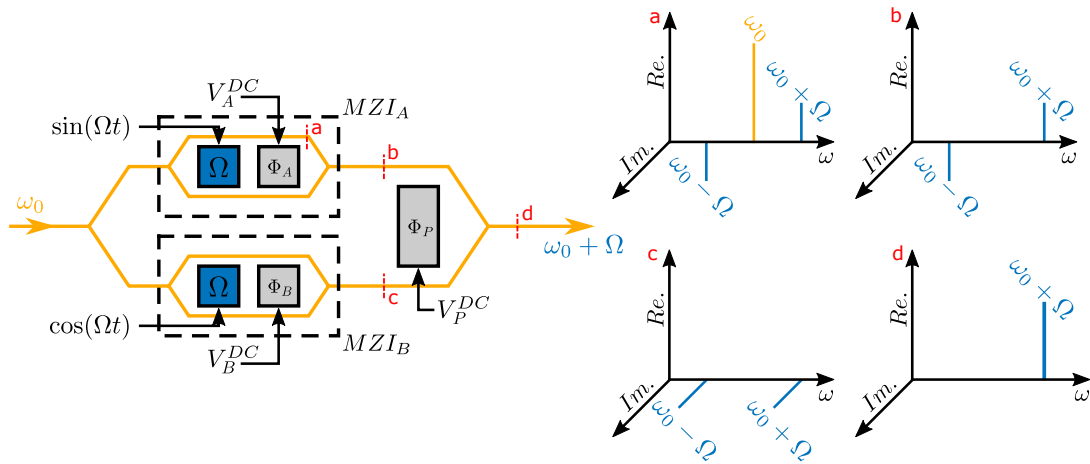 V_A^{DC}
MZI_A
sin(Ωt)
a
Ω
Φ_A
b
ω_0
Φ_P
d
ω_0 + Ω
Ω
Φ_B
c
cos(Ωt)
V_P^{DC}
V_B^{DC}
MZI_B
a
Re.
Im.
ω
ω_0
ω_0 + Ω
ω_0 − Ω
b
Re.
Im.
ω
ω_0 + Ω
ω_0 − Ω
c
Re.
Im.
ω
ω_0 − Ω
ω_0 + Ω
d
Re.
Im.
ω
ω_0 + Ω